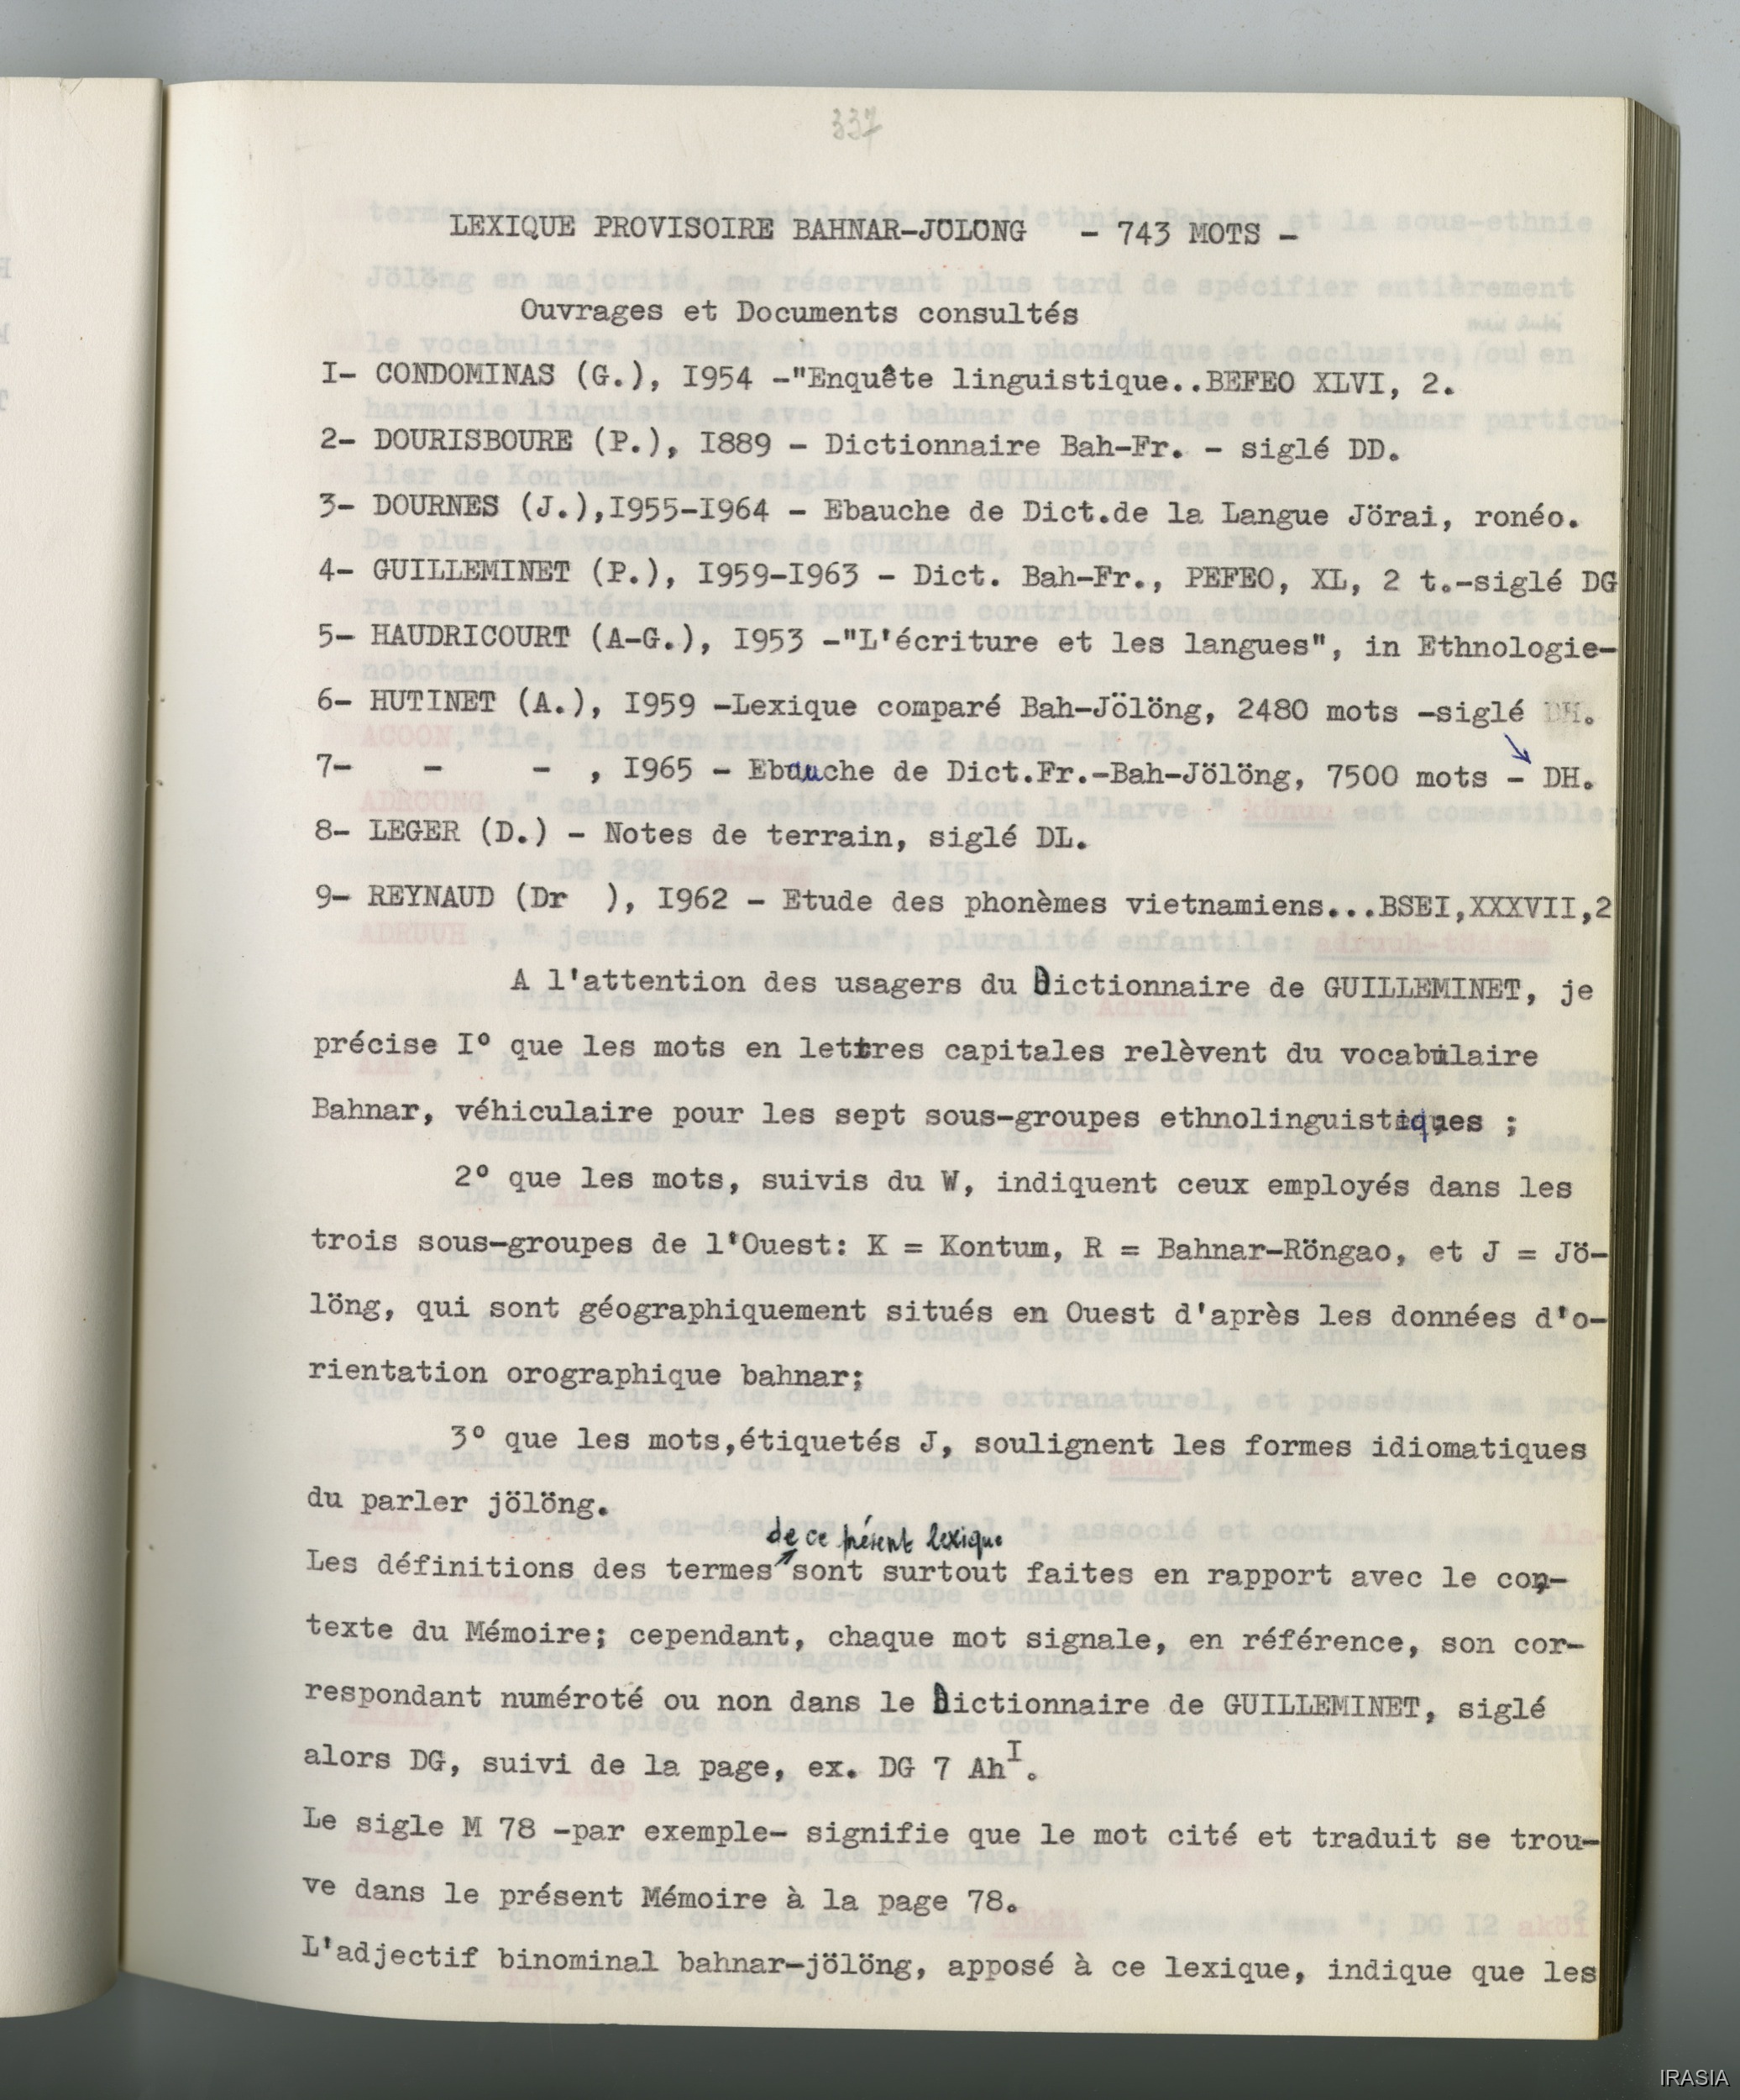 337
LEXIQUE PROVISOIRE BAHNAR-JOLONG - 743 MOTS -
Ouvrages et Documents consultés
I- CONDOMINAS (G.), I954 -"Enquête linguistique..BEFEO XLVI, 2.
2- DOURISBOURE (P.), I889 - Dictionnaire Bah-Fr. - siglé DD.
3- DOURNES (J.),I955-I964 - Ebauche de Dict.de la Langue Jörai, ronéo.
4- GUILLEMINET (P.), I959-I963 - Dict. Bah-Fr., PEFEO, XL, 2 t.-siglé DG
5- HAUDRICOURT (A-G.), I953 -"L'écriture et les langues", in Ethnologie-
6- HUTINET (A.), I959 -Lexique comparé Bah-Jölöng, 2480 mots -siglé DH.
7- - - , I965 - Ebauche de Dict.Fr.-Bah-Jölöng, 7500 mots - DH.
8- LEGER (D.) - Notes de terrain, siglé DL.
9- REYNAUD (Dr ), I962 - Etude des phonèmes vietnamiens...BSEI,XXXVII,2
A l'attention des usagers du Dictionnaire de GUILLEMINET, je
précise I° que les mots en lettres capitales relèvent du vocabulaire
Bahnar, véhiculaire pour les sept sous-groupes ethnolinguistiques ;
2° que les mots, suivis du W, indiquent ceux employés dans les
trois sous-groupes de l'Ouest: K = Kontum, R = Bahnar-Röngao, et J = Jö-
löng, qui sont géographiquement situés en Ouest d'après les données d'o-
rientation orographique bahnar;
3° que les mots,étiquetés J, soulignent les formes idiomatiques
du parler jölöng.
de ce présent lexique
Les définitions des termes sont surtout faites en rapport avec le con-
texte du Mémoire; cependant, chaque mot signale, en référence, son cor-
respondant numéroté ou non dans le Dictionnaire de GUILLEMINET, siglé
alors DG, suivi de la page, ex. DG 7 Ah I.
Le sigle M 78 -par exemple- signifie que le mot cité et traduit se trou-
ve dans le présent Mémoire à la page 78.
L'adjectif binominal bahnar-jölöng, apposé à ce lexique, indique que les
IRASIA